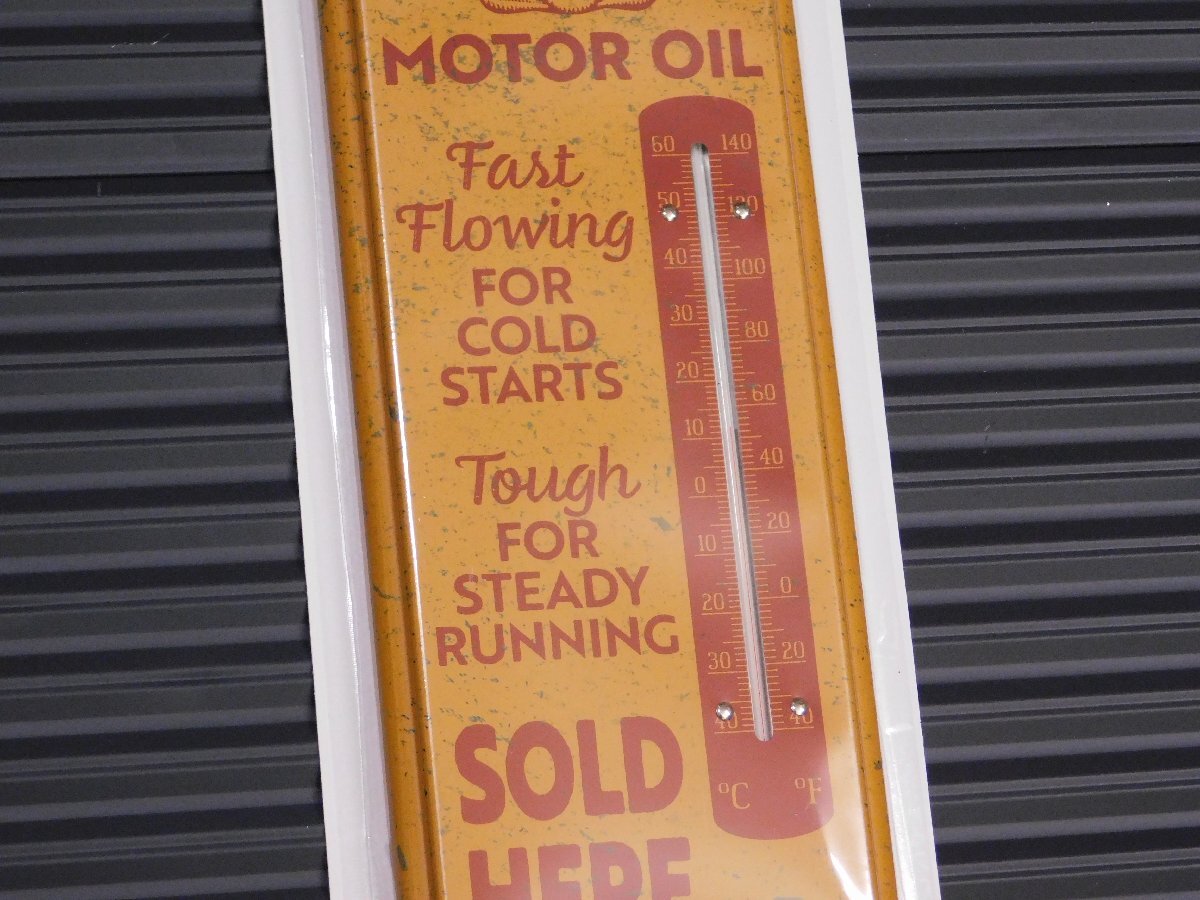 MOTOR OIL
Fast
Flowing
FOR
COLD
STARTS
Tough
FOR
STEADY
RUNNING
SOLD
HERE
60 140
50 120
40 100
30 80
20 60
10 40
0 20
10 0
20 20
30 40
40
°C °F